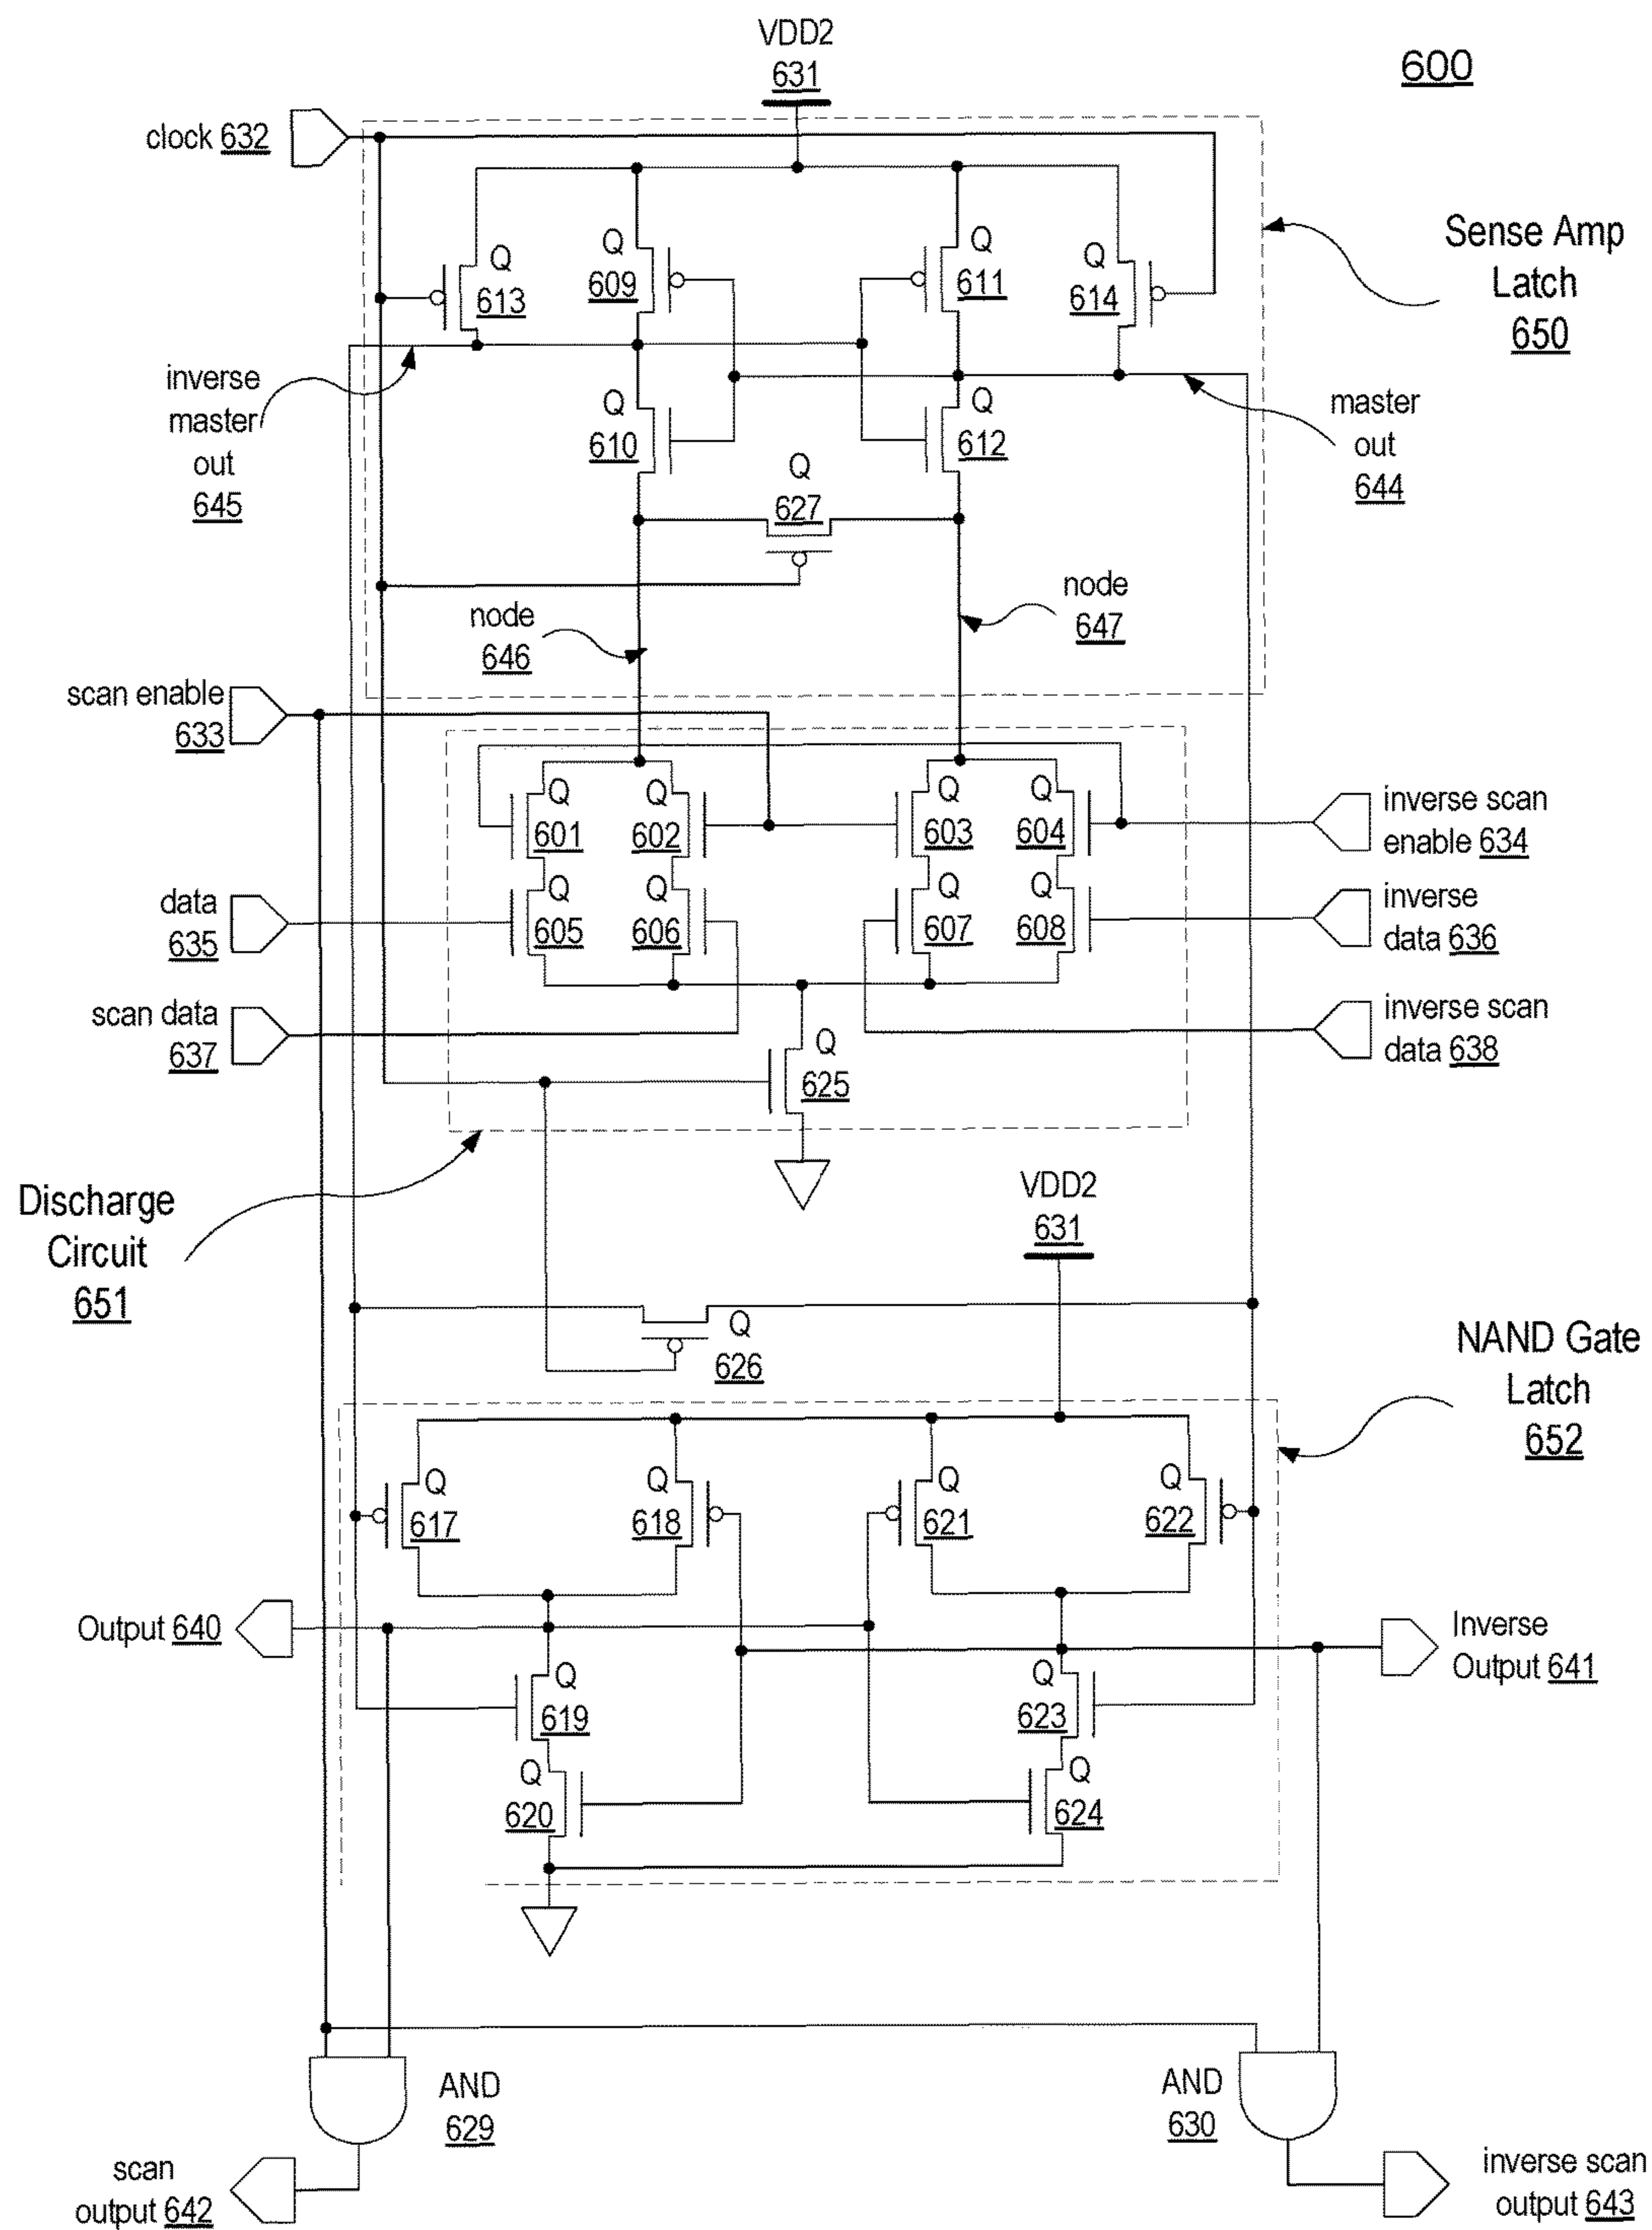 VDD2
631
600
clock 632
Sense Amp
Latch
650
Q
613
Q
609
Q
611
Q
614
inverse
master
out
645
Q
610
Q
612
master
out
644
Q
627
node
646
node
647
scan enable
633
Q
601
Q
602
Q
603
Q
604
inverse scan
enable 634
data
635
Q
605
Q
606
Q
607
Q
608
inverse
data 636
scan data
637
inverse scan
data 638
Q
625
Discharge
Circuit
651
VDD2
631
Q
626
NAND Gate
Latch
652
Q
617
Q
618
Q
621
Q
622
Output 640
Inverse
Output 641
Q
619
Q
623
Q
620
Q
624
AND
629
AND
630
scan
output 642
inverse scan
output 643